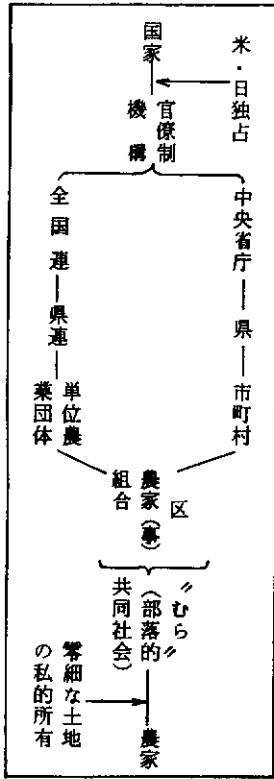 米・日独占
国家
官僚制
機構
中央省庁 ― 県 ― 市町村
全国連 ― 県連
単位農
業団体
区
農家(事)
組合
〃むら〃
(部落的
共同社会)
農家
零細な土地
の私的所有